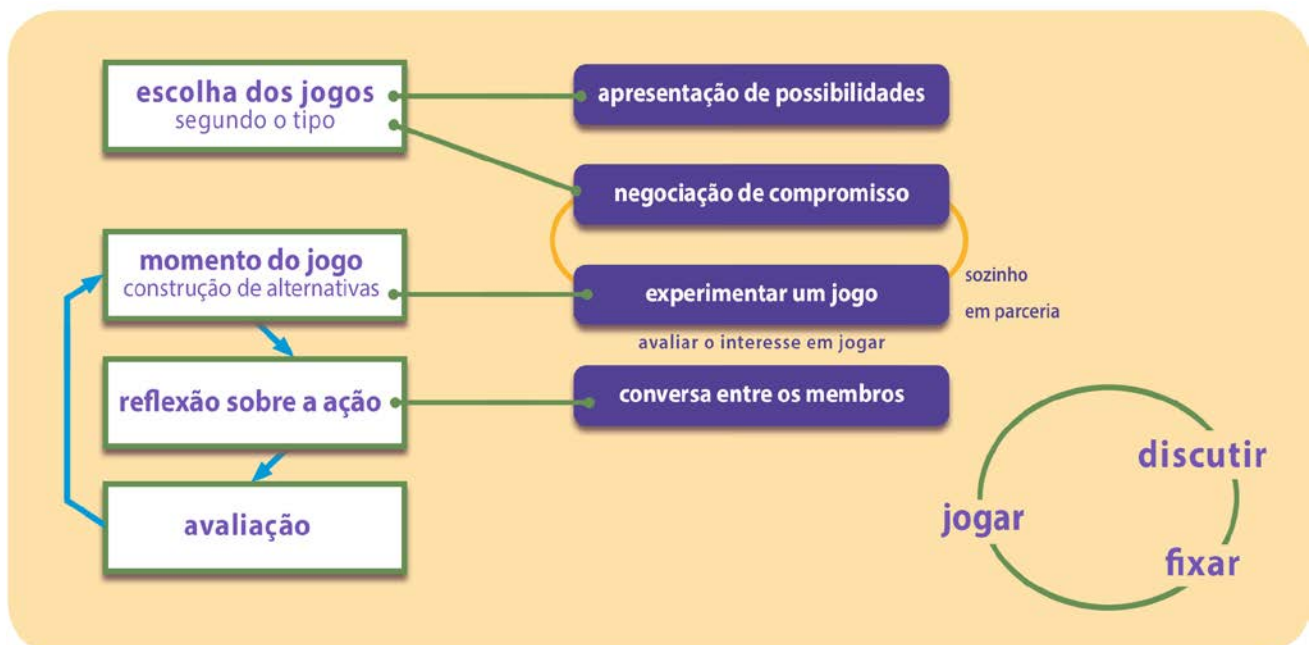 escolha dos jogos
segundo o tipo
apresentação de possibilidades
negociação de compromisso
momento do jogo
construção de alternativas
experimentar um jogo
sozinho
em parceria
avaliar o interesse em jogar
reflexão sobre a ação
conversa entre os membros
avaliação
discutir
jogar
fixar